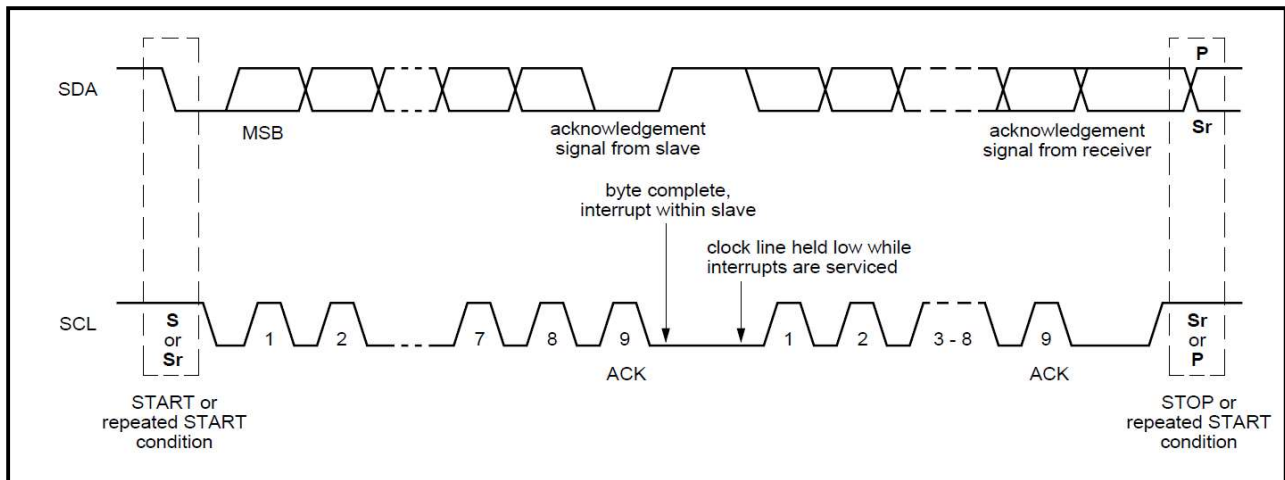 SDA
MSB
acknowledgement
signal from slave
acknowledgement
signal from receiver
P
Sr
byte complete,
interrupt within slave
clock line held low while
interrupts are serviced
SCL
S
or
Sr
1
2
7
8
9
1
2
3 - 8
9
Sr
or
P
ACK
ACK
START or
repeated START
condition
STOP or
repeated START
condition